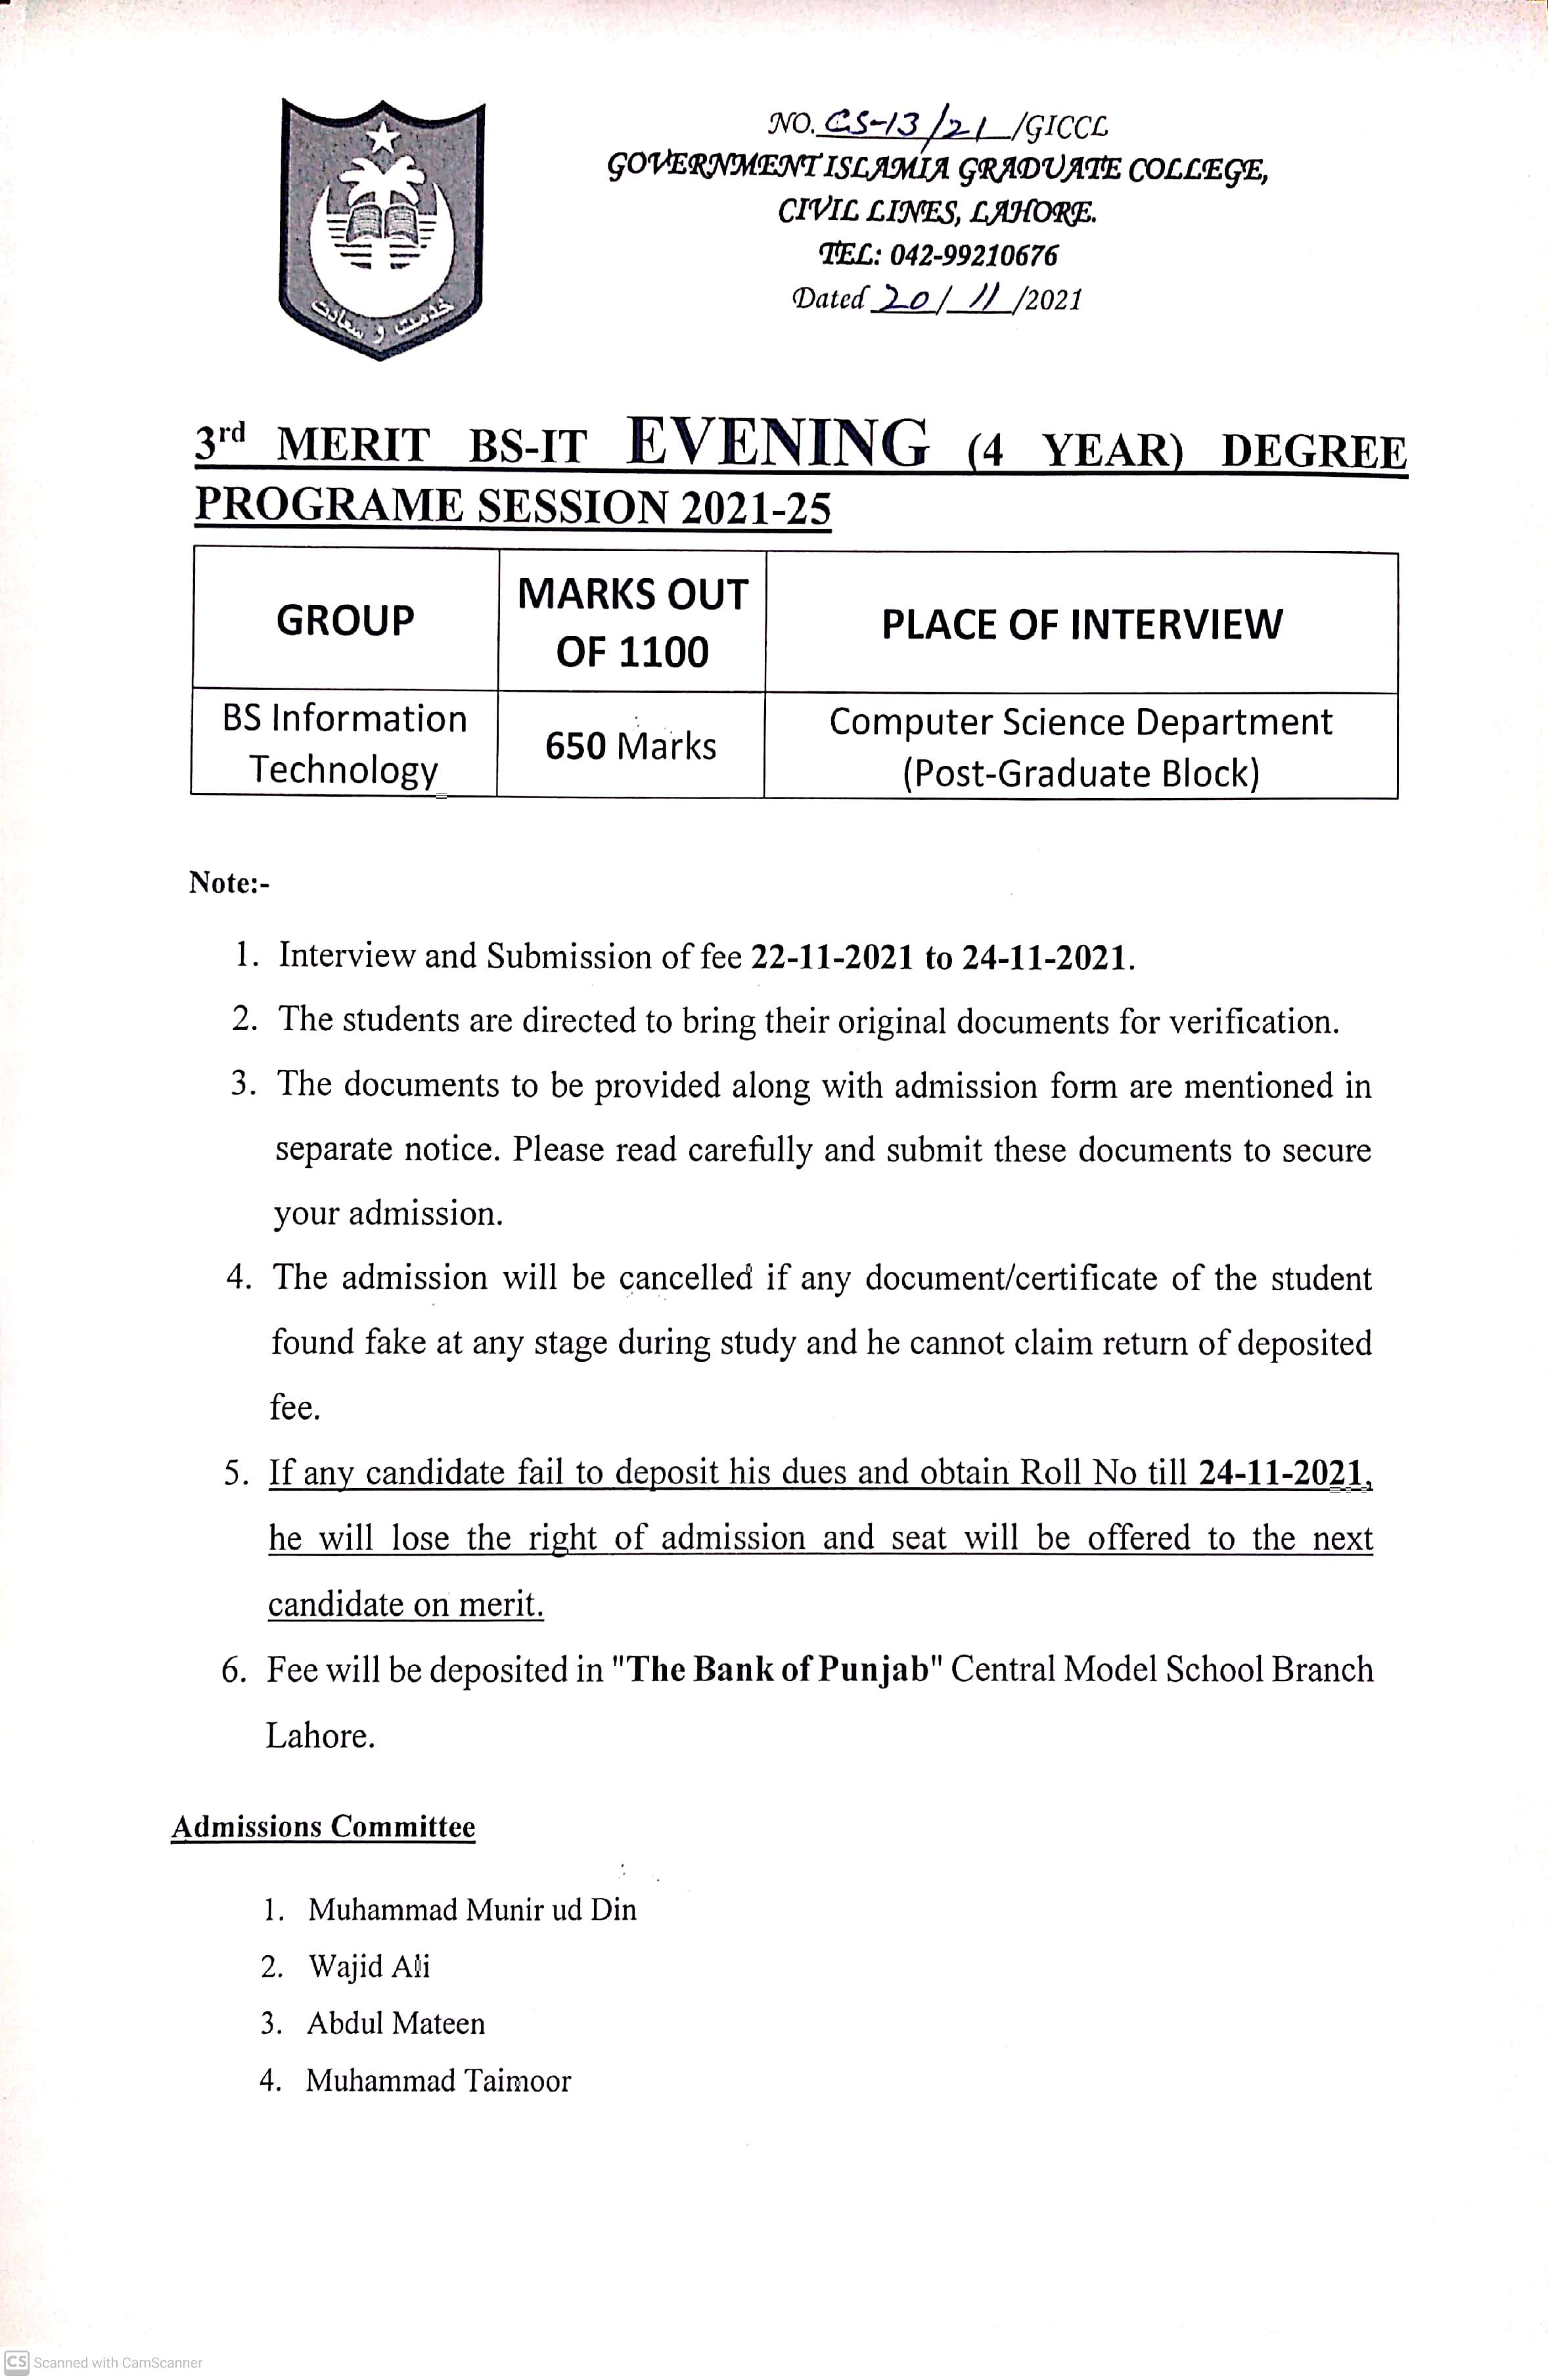 NO. CS-13/21/GICCL
GOVERNMENT ISLAMIA GRADUATE COLLEGE,
CIVIL LINES, LAHORE.
TEL: 042-99210676
Dated 20/11/2021
خدمت و سعادت
3rd MERIT BS-IT EVENING (4 YEAR) DEGREE
PROGRAME SESSION 2021-25
GROUP
MARKS OUT
OF 1100
PLACE OF INTERVIEW
BS Information
Technology
650 Marks
Computer Science Department
(Post-Graduate Block)
Note:-
1. Interview and Submission of fee 22-11-2021 to 24-11-2021.
2. The students are directed to bring their original documents for verification.
3. The documents to be provided along with admission form are mentioned in
separate notice. Please read carefully and submit these documents to secure
your admission.
4. The admission will be cancelled if any document/certificate of the student
found fake at any stage during study and he cannot claim return of deposited
fee.
5. If any candidate fail to deposit his dues and obtain Roll No till 24-11-2021,
he will lose the right of admission and seat will be offered to the next
candidate on merit.
6. Fee will be deposited in "The Bank of Punjab" Central Model School Branch
Lahore.
Admissions Committee
1. Muhammad Munir ud Din
2. Wajid Ali
3. Abdul Mateen
4. Muhammad Taimoor
CS Scanned with CamScanner